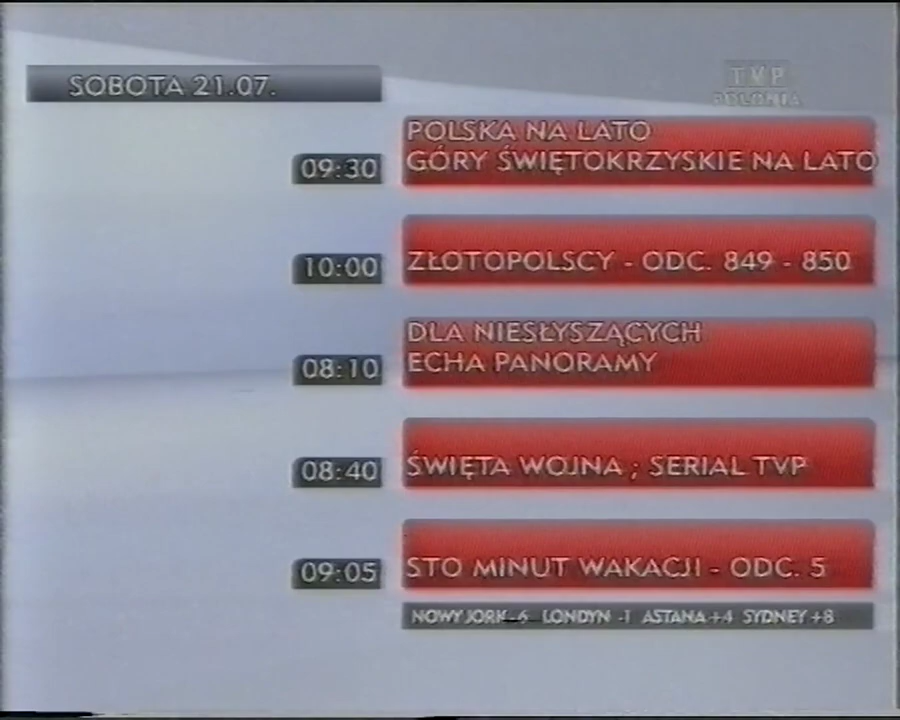 SOBOTA 21.07.
TVP
POLONIA
09:30
POLSKA NA LATO
GÓRY ŚWIĘTOKRZYSKIE NA LATO
10:00
ZŁOTOPOLSCY - ODC. 849 - 850
08:10
DLA NIESŁYSZĄCYCH
ECHA PANORAMY
08:40
ŚWIĘTA WOJNA ; SERIAL TVP
09:05
STO MINUT WAKACJI - ODC. 5
NOWY JORK -6 LONDYN -1 ASTANA +4 SYDNEY +8